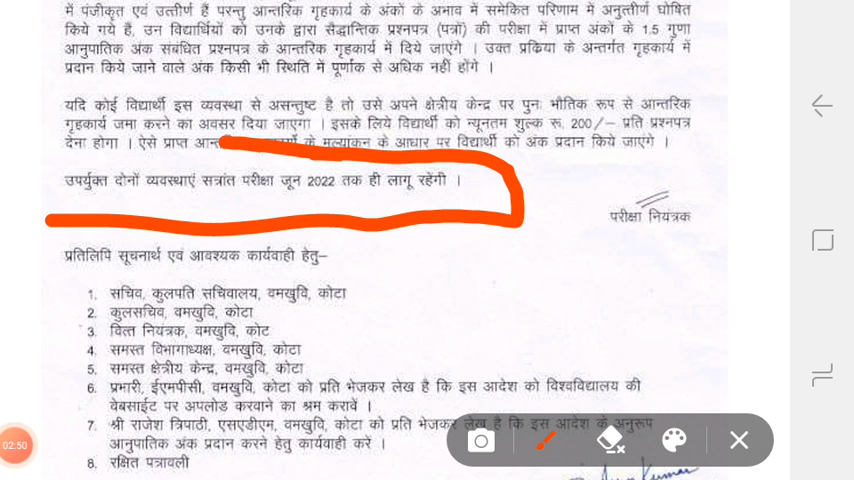 में पंजीकृत एवं उत्तीर्ण हैं परन्तु आन्तरिक गृहकार्य के अंकों के अभाव में समेकित परिणाम में अनुत्तीर्ण घोषित
किये गये हैं, उन विद्यार्थियों को उनके द्वारा सैद्धान्तिक प्रश्नपत्र (पत्रों) की परीक्षा में प्राप्त अंकों के 1.5 गुणा
आनुपातिक अंक संबंधित प्रश्नपत्र के आन्तरिक गृहकार्य में दिये जाएंगे । उक्त प्रकिया के अन्तर्गत गृहकार्य में
प्रदान किये जाने वाले अंक किसी भी स्थिति में पूर्णांक से अधिक नहीं होंगे ।
यदि कोई विद्यार्थी इस व्यवस्था से असन्तुष्ट है तो उसे अपने क्षेत्रीय केन्द्र पर पुनः भौतिक रूप से आन्तरिक
गृहकार्य जमा करने का अवसर दिया जाएगा । इसके लिये विद्यार्थी को न्यूनतम शुल्क रू. 200/– प्रति प्रश्नपत्र
देना होगा । ऐसे प्राप्त के मूल्यांकन के आधार पर विद्यार्थी को अंक प्रदान किये जाएंगे ।
उपर्युक्त दोनों व्यवस्थाएं सत्रांत परीक्षा जून 2022 तक ही लागू रहेंगी ।
परीक्षा नियंत्रक
प्रतिलिपि सूचनार्थ एवं आवश्यक कार्यवाही हेतु–
1. सचिव, कुलपति सचिवालय, वमखुवि, कोटा
2. कुलसचिव, वमखुवि, कोटा
3. वित्त नियंत्रक, वमखुवि, कोट
4. समस्त विभागाध्यक्ष, वमखुवि, कोटा
5. समस्त क्षेत्रीय केन्द्र, वमखुवि, कोटा
6. प्रभारी, ईएमपीसी, वमखुवि, कोटा को प्रति भेजकर लेख है कि इस आदेश को विश्वविद्यालय की
वेबसाईट पर अपलोड करवाने का श्रम करावें ।
7. श्री राजेश त्रिपाठी, एसएडीएम, वमखुवि, कोटा को प्रति भेजकर लेख है कि इस आदेश के अनुरूप
आनुपातिक अंक प्रदान करने हेतु कार्यवाही करें ।
8. रक्षित पत्रावली
02:50